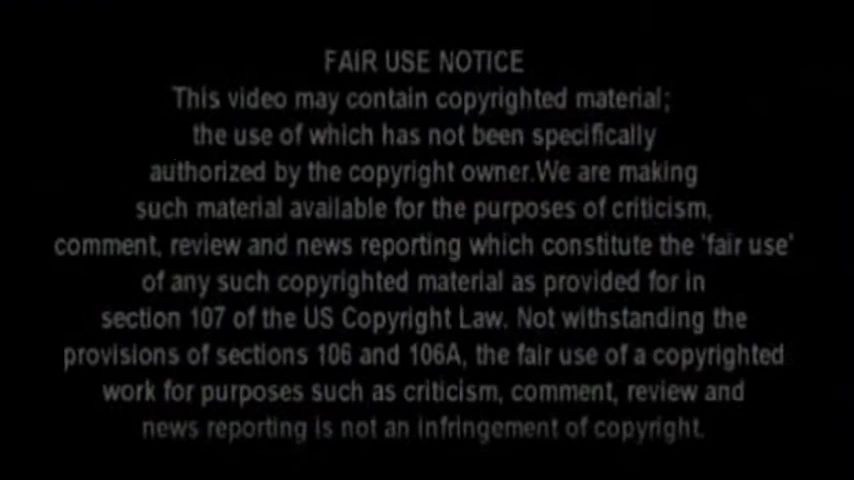 FAIR USE NOTICE
This video may contain copyrighted material;
the use of which has not been specifically
authorized by the copyright owner.We are making
such material available for the purposes of criticism,
comment, review and news reporting which constitute the 'fair use'
of any such copyrighted material as provided for in
section 107 of the US Copyright Law. Not withstanding the
provisions of sections 106 and 106A, the fair use of a copyrighted
work for purposes such as criticism, comment, review and
news reporting is not an infringement of copyright.